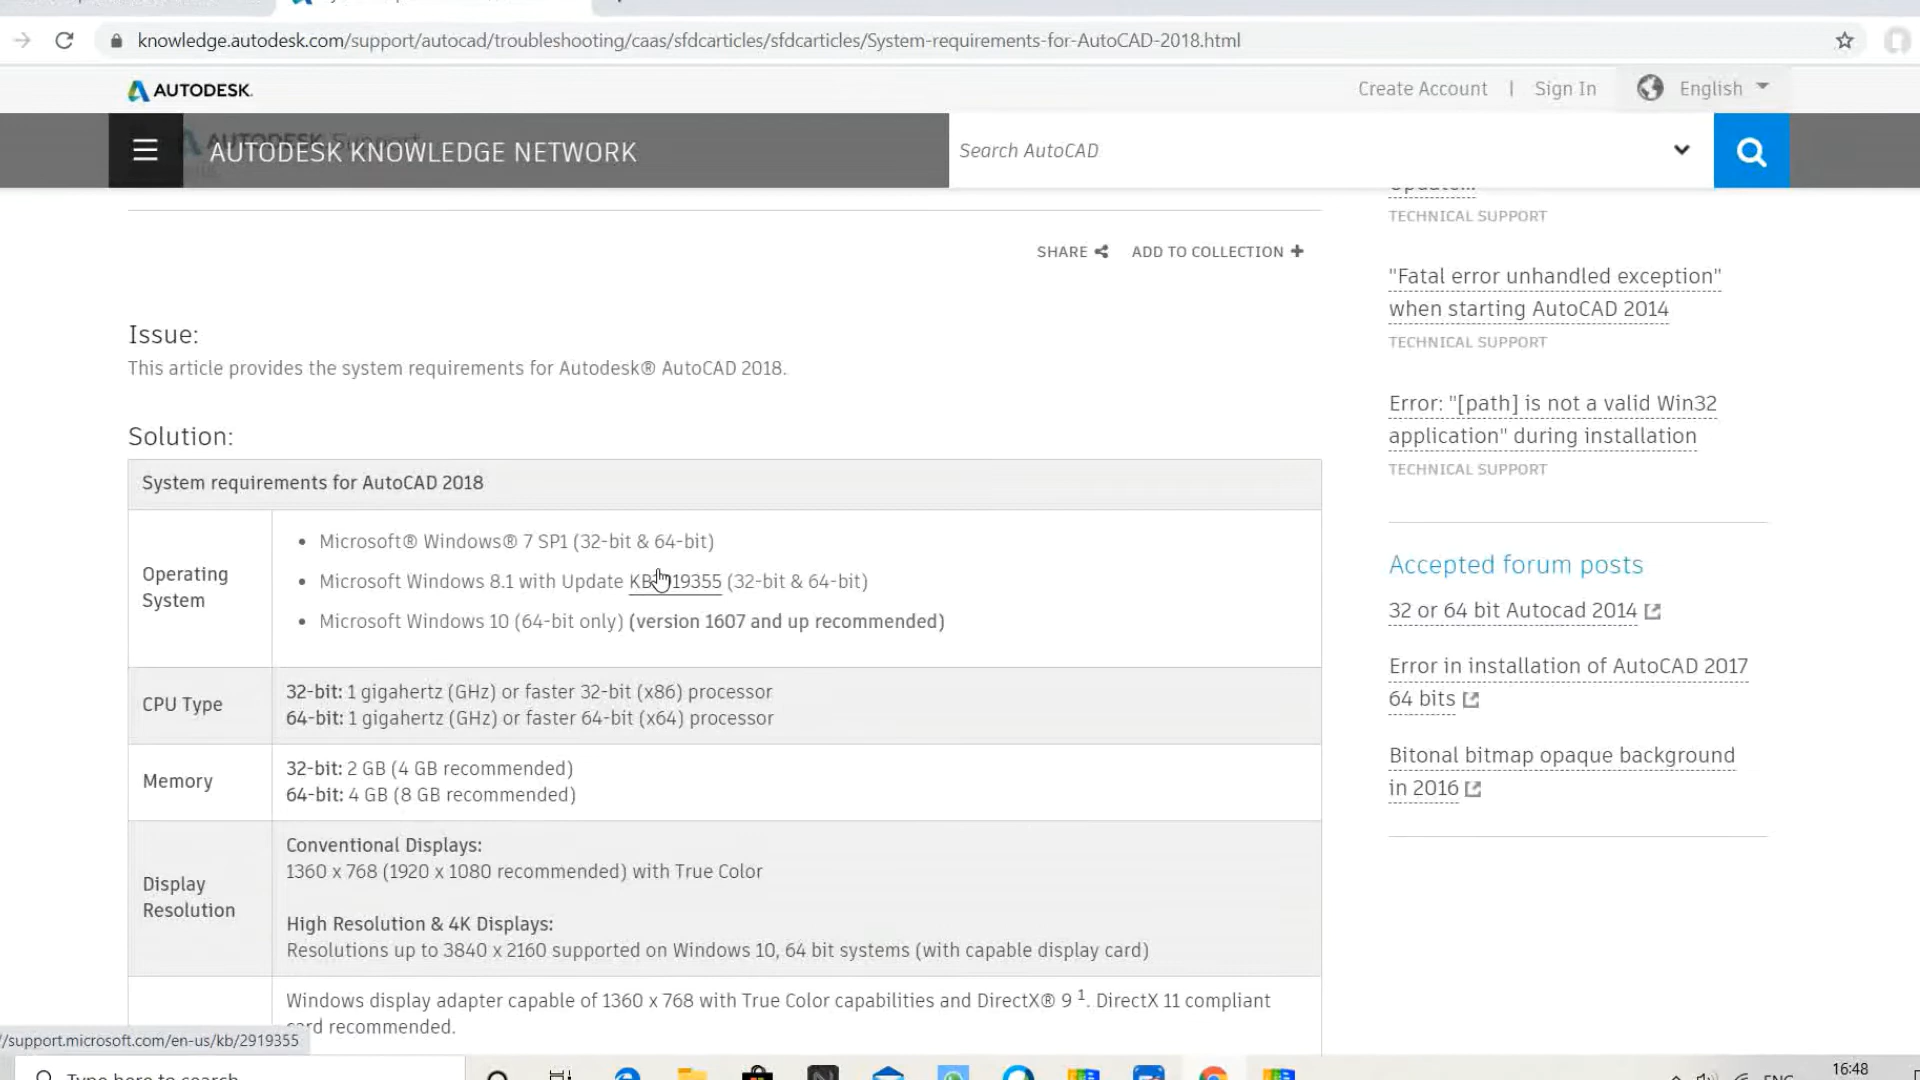 knowledge.autodesk.com/support/autocad/troubleshooting/caas/sfdcarticles/sfdcarticles/System-requirements-for-AutoCAD-2018.html
AUTODESK.
Create Account | Sign In English
AUTODESK KNOWLEDGE NETWORK
Search AutoCAD
SHARE ADD TO COLLECTION +
Issue:
This article provides the system requirements for Autodesk® AutoCAD 2018.
Solution:
System requirements for AutoCAD 2018
Operating System
• Microsoft® Windows® 7 SP1 (32-bit & 64-bit)
• Microsoft Windows 8.1 with Update KB2919355 (32-bit & 64-bit)
• Microsoft Windows 10 (64-bit only) (version 1607 and up recommended)
CPU Type
32-bit: 1 gigahertz (GHz) or faster 32-bit (x86) processor
64-bit: 1 gigahertz (GHz) or faster 64-bit (x64) processor
Memory
32-bit: 2 GB (4 GB recommended)
64-bit: 4 GB (8 GB recommended)
Display Resolution
Conventional Displays:
1360 x 768 (1920 x 1080 recommended) with True Color
High Resolution & 4K Displays:
Resolutions up to 3840 x 2160 supported on Windows 10, 64 bit systems (with capable display card)
Windows display adapter capable of 1360 x 768 with True Color capabilities and DirectX® 9 ¹. DirectX 11 compliant
card recommended.
Update...
TECHNICAL SUPPORT
"Fatal error unhandled exception"
when starting AutoCAD 2014
TECHNICAL SUPPORT
Error: "[path] is not a valid Win32
application" during installation
TECHNICAL SUPPORT
Accepted forum posts
32 or 64 bit Autocad 2014
Error in installation of AutoCAD 2017
64 bits
Bitonal bitmap opaque background
in 2016
/support.microsoft.com/en-us/kb/2919355
Type here to search
ENG
16:48